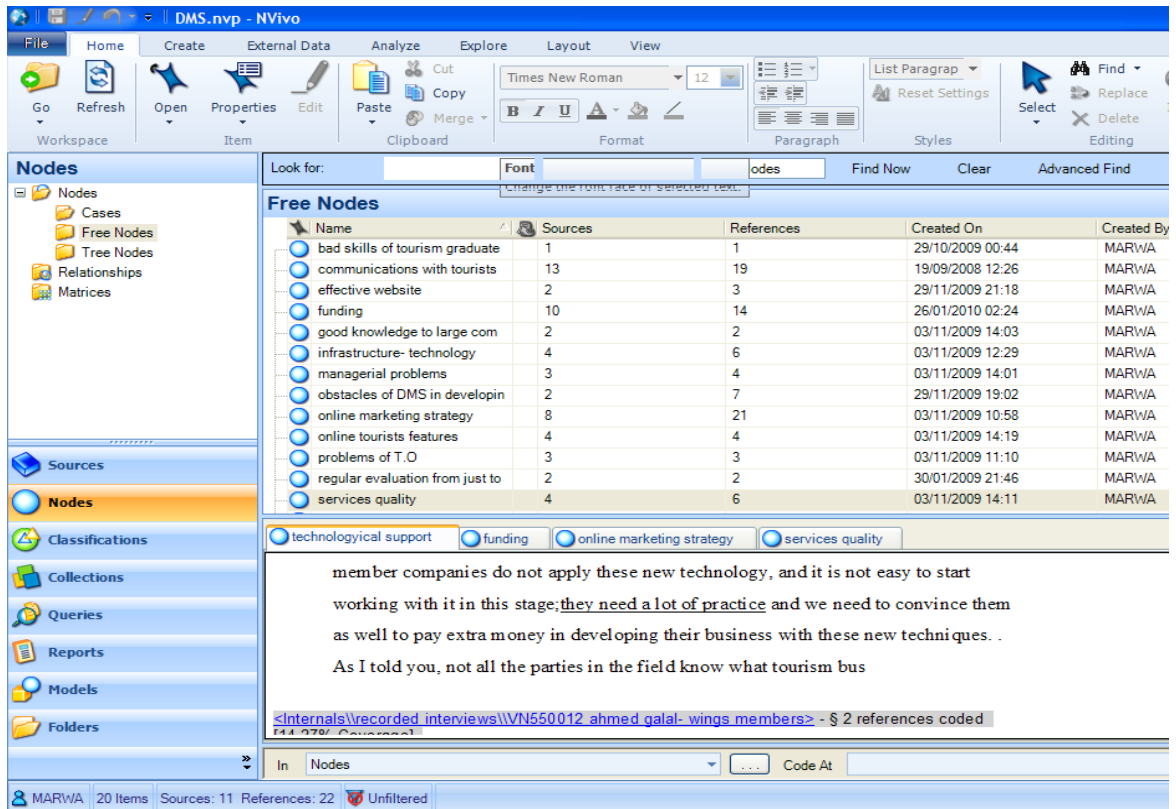 DMS.nvp - NVivo
File Home Create External Data Analyze Explore Layout View
Go Refresh Open Properties Edit Paste Cut Copy Merge Times New Roman 12 B I U A List Paragrap Reset Settings Select Find Replace Delete
Workspace Item Clipboard Format Paragraph Styles Editing
Nodes
Nodes
Cases
Free Nodes
Tree Nodes
Relationships
Matrices
Sources
Nodes
Classifications
Collections
Queries
Reports
Models
Folders
Look for: Font odes Find Now Clear Advanced Find
Change the font face of selected text.
Free Nodes
Name Sources References Created On Created By
bad skills of tourism graduate 1 1 29/10/2009 00:44 MARWA
communications with tourists 13 19 19/09/2008 12:26 MARWA
effective website 2 3 29/11/2009 21:18 MARWA
funding 10 14 26/01/2010 02:24 MARWA
good knowledge to large com 2 2 03/11/2009 14:03 MARWA
infrastructure- technology 4 6 03/11/2009 12:29 MARWA
managerial problems 3 4 03/11/2009 14:01 MARWA
obstacles of DMS in developin 2 7 29/11/2009 19:02 MARWA
online marketing strategy 8 21 03/11/2009 10:58 MARWA
online tourists features 4 4 03/11/2009 14:19 MARWA
problems of T.O 3 3 03/11/2009 11:10 MARWA
regular evaluation from just to 2 2 30/01/2009 21:46 MARWA
services quality 4 6 03/11/2009 14:11 MARWA
technologyical support funding online marketing strategy services quality
member companies do not apply these new technology, and it is not easy to start
working with it in this stage;they need a lot of practice and we need to convince them
as well to pay extra money in developing their business with these new techniques. .
As I told you, not all the parties in the field know what tourism bus
<Internals\\recorded interviews\\VN550012 ahmed galal- wings members> - § 2 references coded
[14.27% Coverage]
In Nodes ... Code At
MARWA 20 Items Sources: 11 References: 22 Unfiltered